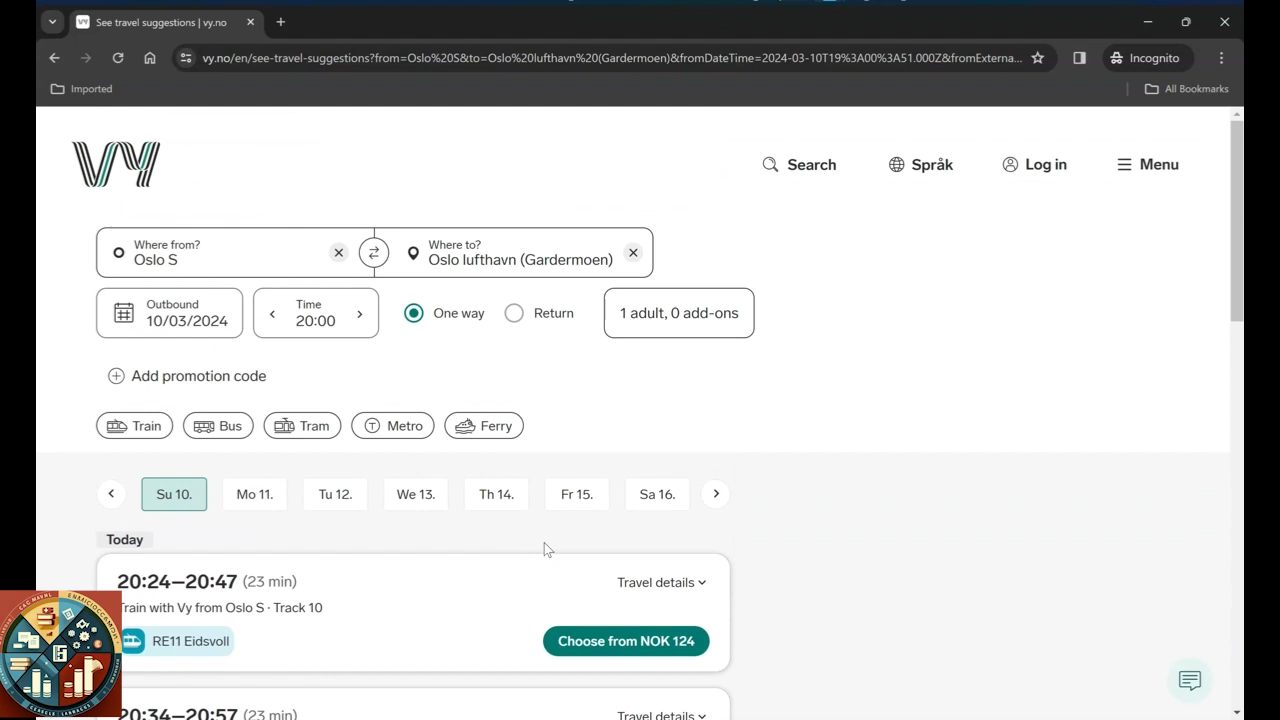 See travel suggestions | vy.no
vy.no/en/see-travel-suggestions?from=Oslo%20S&to=Oslo%20lufthavn%20(Gardermoen)&fromDateTime=2024-03-10T19%3A00%3A51.000Z&fromExterna...
Incognito
Imported
All Bookmarks
VY
Search
Språk
Log in
Menu
Where from?
Oslo S
Where to?
Oslo lufthavn (Gardermoen)
Outbound
10/03/2024
Time
20:00
One way
Return
1 adult, 0 add-ons
Add promotion code
Train
Bus
T
Tram
Metro
Ferry
Su 10.
Mo 11.
Tu 12.
We 13.
Th 14.
Fr 15.
Sa 16.
Today
20:24–20:47 (23 min)
Travel details
Train with Vy from Oslo S · Track 10
RE11 Eidsvoll
Choose from NOK 124
20:34–20:57 (23 min)
Travel details